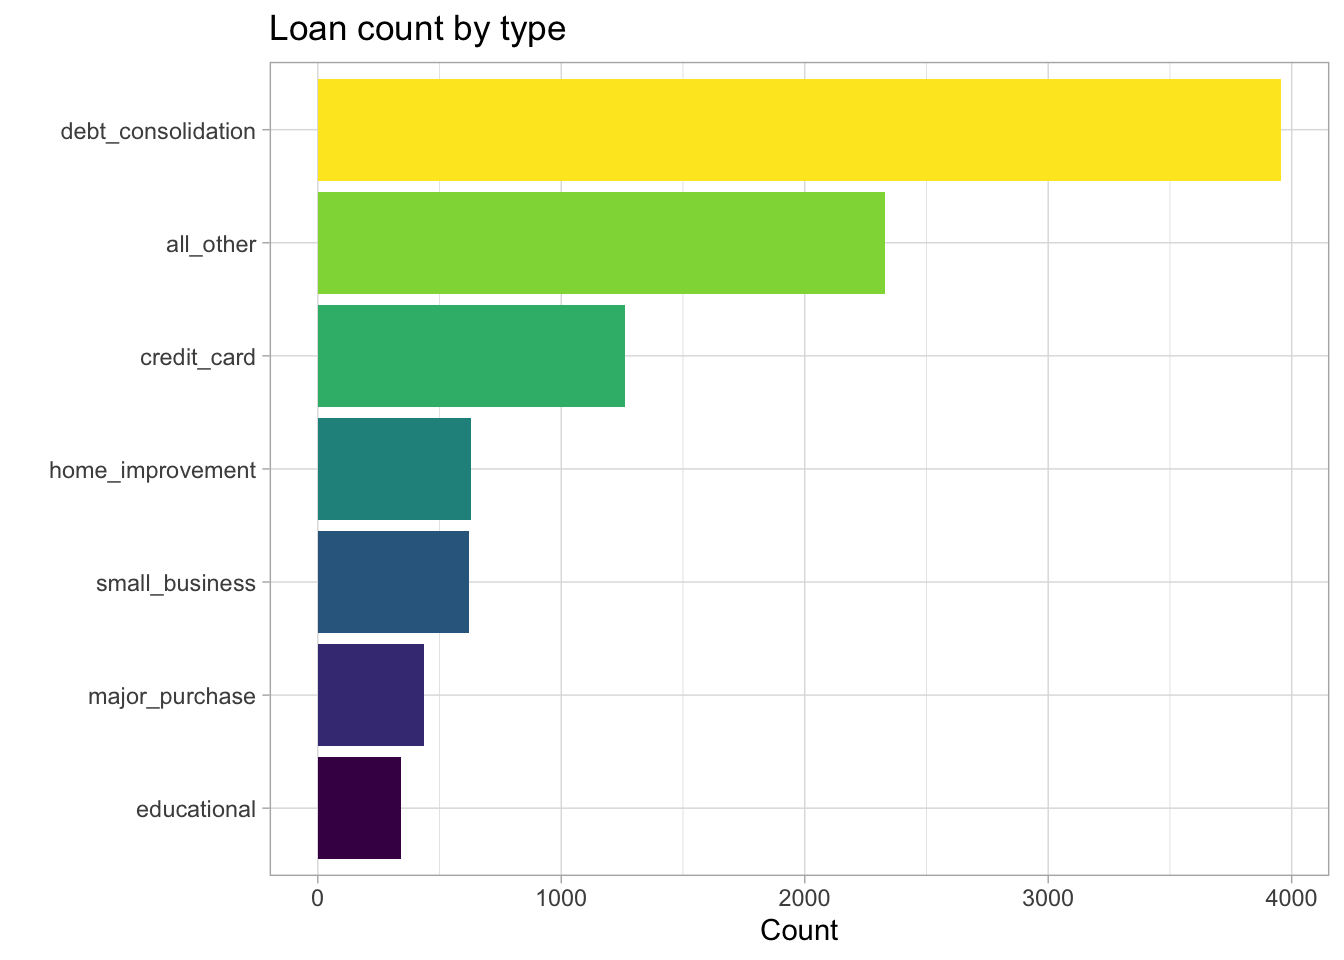 Loan count by type
debt_consolidation
all_other
credit_card
home_improvement
small_business
major_purchase
educational
0 1000 2000 3000 4000
Count